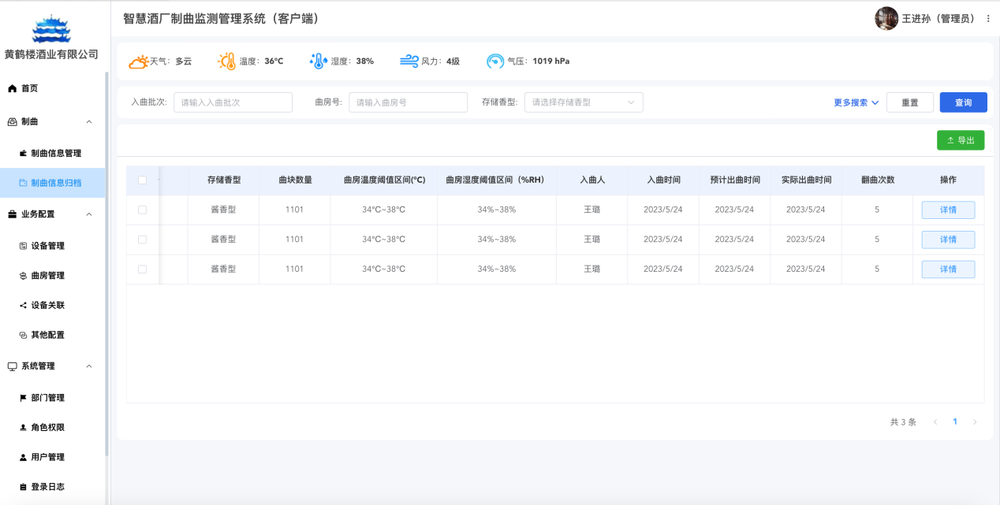 智慧酒厂制曲监测管理系统（客户端）
王进孙（管理员）
黄鹤楼酒业有限公司
首页
制曲
制曲信息管理
制曲信息归档
业务配置
设备管理
曲房管理
设备关联
其他配置
系统管理
部门管理
角色权限
用户管理
登录日志
天气： 多云 温度： 36℃ 湿度： 38% 风力： 4级 气压： 1019 hPa
入曲批次: 请输入入曲批次 曲房号: 请输入曲房号 存储香型: 请选择存储香型 更多搜索 重置 查询
导出
存储香型 曲块数量 曲房温度阈值区间(℃) 曲房湿度阈值区间（%RH） 入曲人 入曲时间 预计出曲时间 实际出曲时间 翻曲次数 操作
酱香型 1101 34℃~38℃ 34%~38% 王璐 2023/5/24 2023/5/24 2023/5/24 5 详情
酱香型 1101 34℃~38℃ 34%~38% 王璐 2023/5/24 2023/5/24 2023/5/24 5 详情
酱香型 1101 34℃~38℃ 34%~38% 王璐 2023/5/24 2023/5/24 2023/5/24 5 详情
共 3 条 1